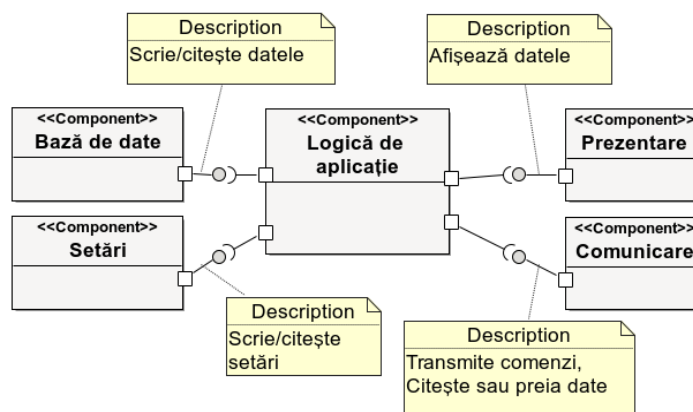 Description
Scrie/citește datele
Description
Afișează datele
<<Component>>
Bază de date
<<Component>>
Logică de
aplicație
<<Component>>
Prezentare
<<Component>>
Setări
<<Component>>
Comunicare
Description
Scrie/citește
setări
Description
Transmite comenzi,
Citește sau preia date